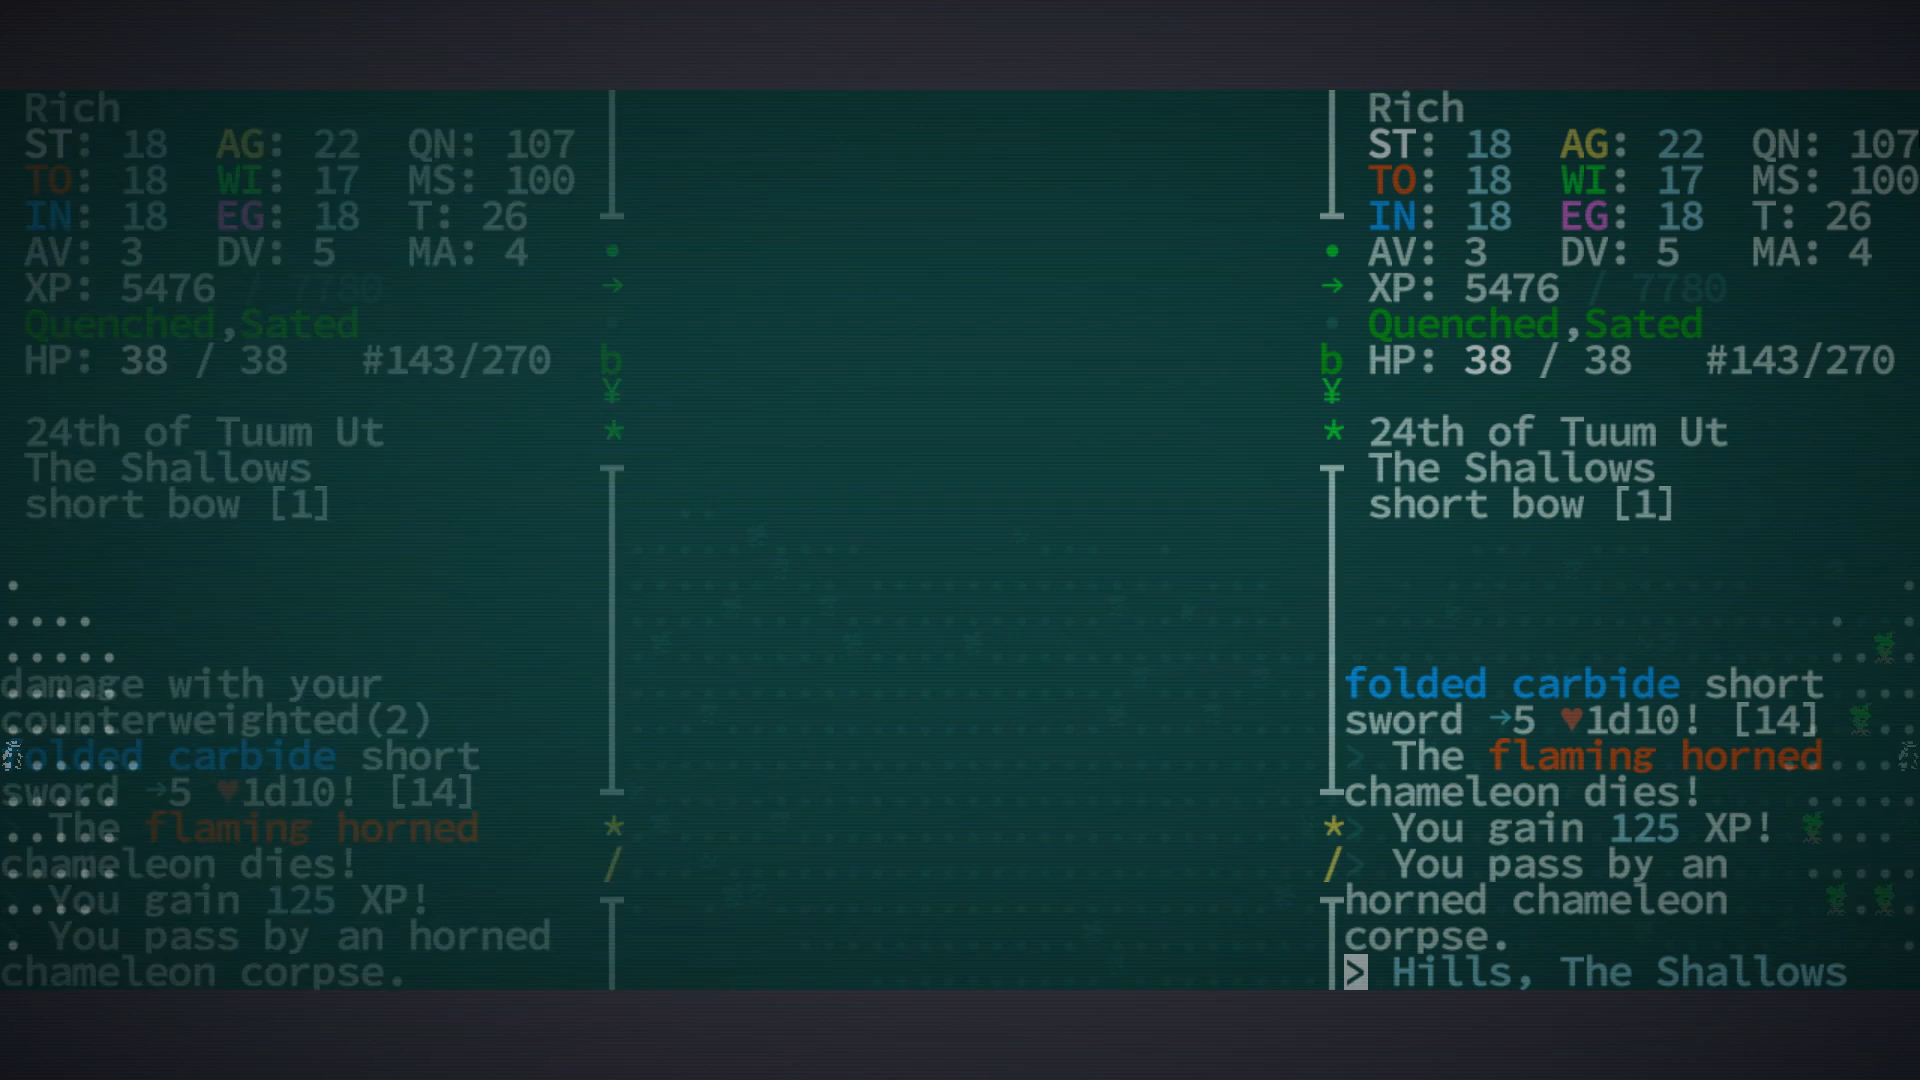 Rich
ST: 18 AG: 22 QN: 107
TO: 18 WI: 17 MS: 100
IN: 18 EG: 18 T: 26
AV: 3 DV: 5 MA: 4
XP: 5476 / 7780
Quenched,Sated
HP: 38 / 38 #143/270
24th of Tuum Ut
The Shallows
short bow [1]
damage with your
counterweighted(2)
folded carbide short
sword →5 ♥1d10! [14]
The flaming horned
chameleon dies!
You gain 125 XP!
You pass by an horned
chameleon corpse.
b
¥
*
*
/
Rich
ST: 18 AG: 22 QN: 107
TO: 18 WI: 17 MS: 100
IN: 18 EG: 18 T: 26
AV: 3 DV: 5 MA: 4
XP: 5476 / 7780
Quenched,Sated
HP: 38 / 38 #143/270
24th of Tuum Ut
The Shallows
short bow [1]
folded carbide short
sword →5 ♥1d10! [14]
> The flaming horned
chameleon dies!
> You gain 125 XP!
> You pass by an
horned chameleon
corpse.
> Hills, The Shallows
b
¥
*
*
/